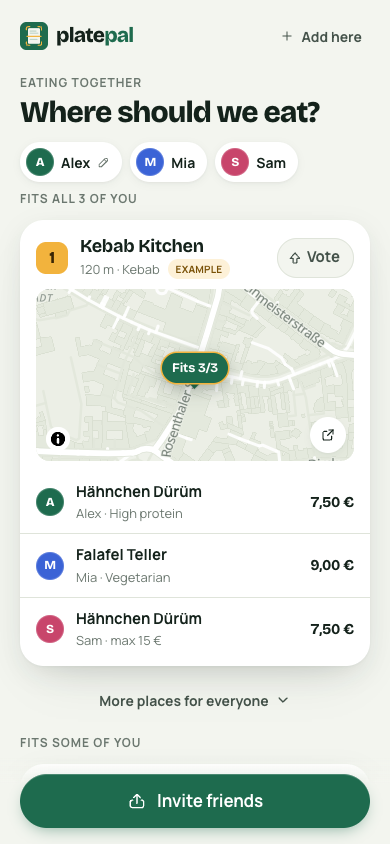 platepal
Add here
EATING TOGETHER
Where should we eat?
A Alex
M Mia
S Sam
FITS ALL 3 OF YOU
1
Kebab Kitchen
120 m · Kebab EXAMPLE
Vote
Fits 3/3
Rosenthaler S
A
Hähnchen Dürüm
Alex · High protein
7,50 €
M
Falafel Teller
Mia · Vegetarian
9,00 €
S
Hähnchen Dürüm
Sam · max 15 €
7,50 €
More places for everyone
FITS SOME OF YOU
Invite friends